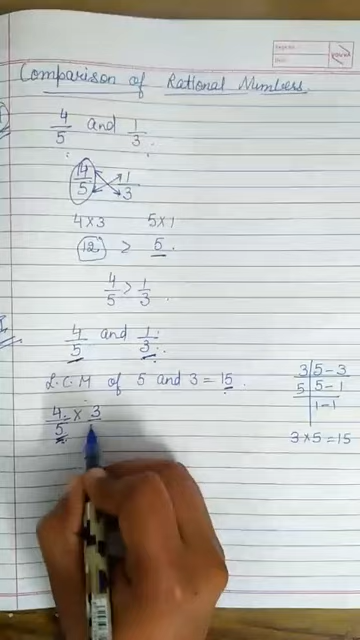 Comparison of Rational Numbers.
4/5 and 1/3.
4/5 1/3
4×3 5×1
12 > 5.
4/5 > 1/3.
4/5 and 1/3.
L.C.M of 5 and 3 = 15.
3 | 5 - 3
5 | 5 - 1
1 - 1
3×5=15
4/5 × 3